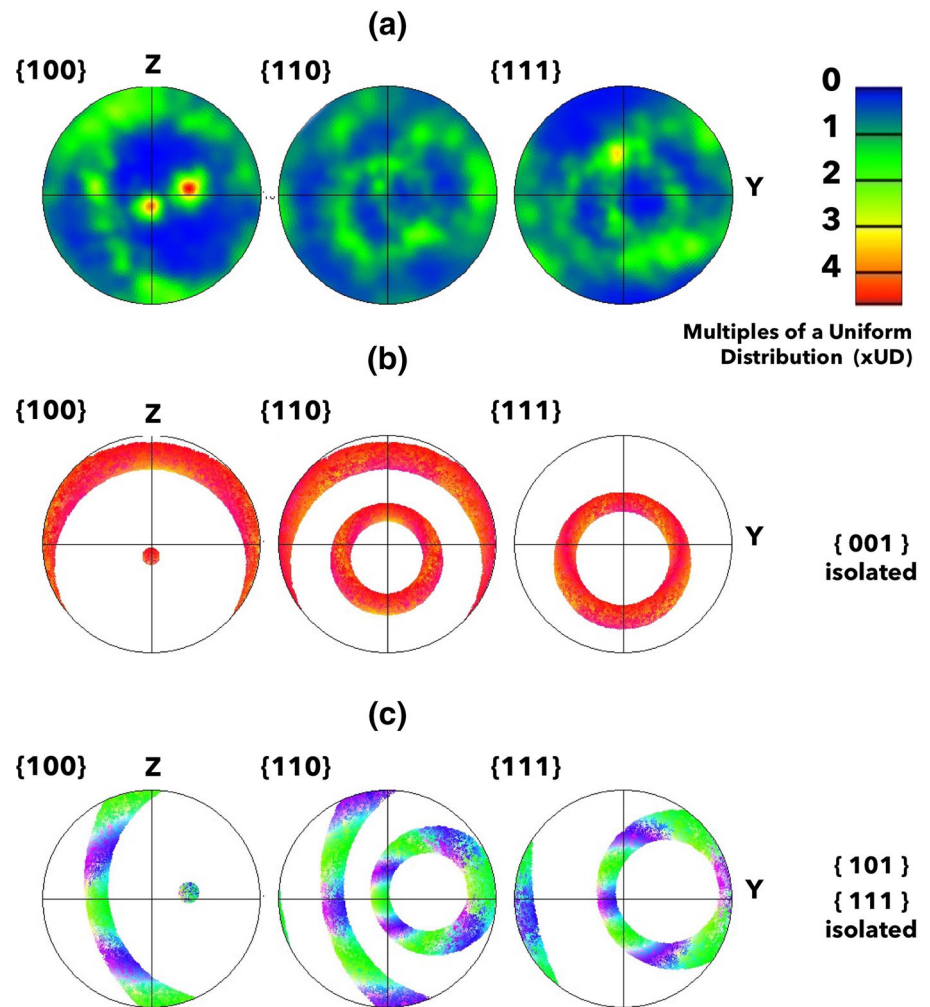 (a)
{100} Z {110} {111}
Y
0
1
2
3
4
Multiples of a Uniform
Distribution (xUD)
(b)
{100} Z {110} {111}
Y
{ 001 }
isolated
(c)
{100} Z {110} {111}
Y
{ 101 }
{ 111 }
isolated